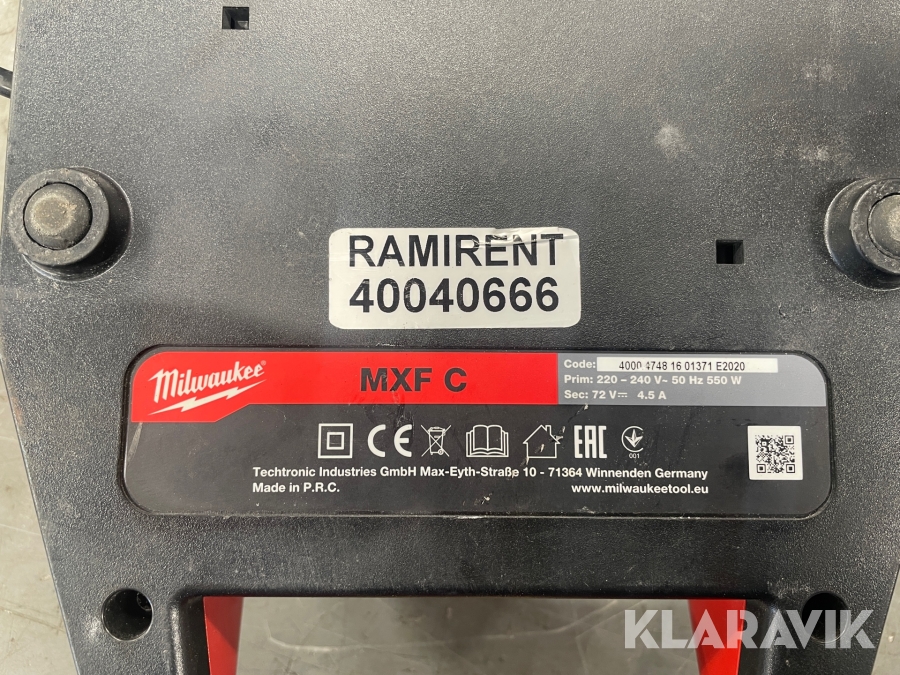 RAMIRENT
40040666
Milwaukee
MXF C
Code: 4000 4748 16 01371 E2020
Prim: 220 – 240 V~ 50 Hz 550 W
Sec: 72 V⎓ 4.5 A
CE EAC
001
Techtronic Industries GmbH Max-Eyth-Straße 10 - 71364 Winnenden Germany
Made in P.R.C. www.milwaukeetool.eu
KLARAVIK